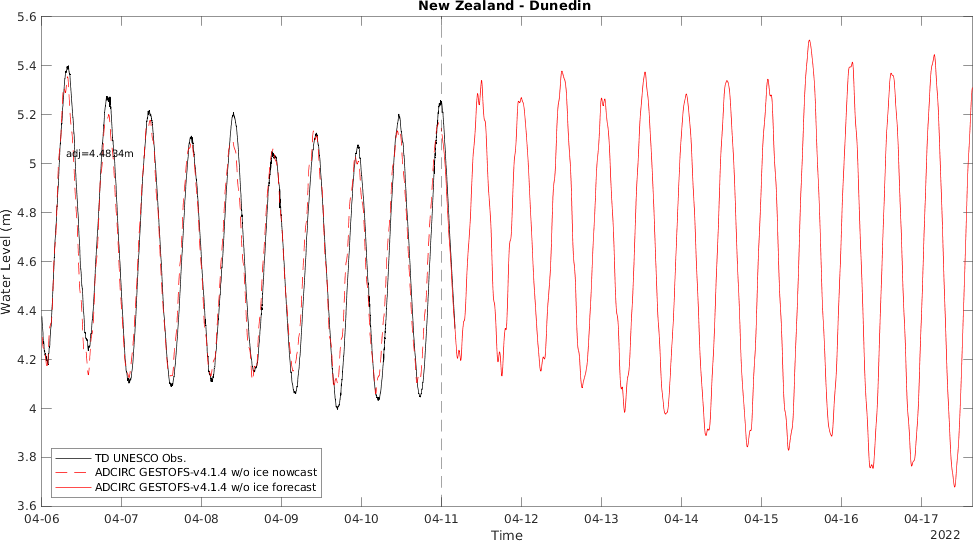 New Zealand - Dunedin
5.6
5.4
5.2
5
4.8
4.6
4.4
4.2
4
3.8
3.6
Water Level (m)
adj=4.4834m
TD UNESCO Obs.
ADCIRC GESTOFS-v4.1.4 w/o ice nowcast
ADCIRC GESTOFS-v4.1.4 w/o ice forecast
04-06 04-07 04-08 04-09 04-10 04-11 04-12 04-13 04-14 04-15 04-16 04-17
Time
2022